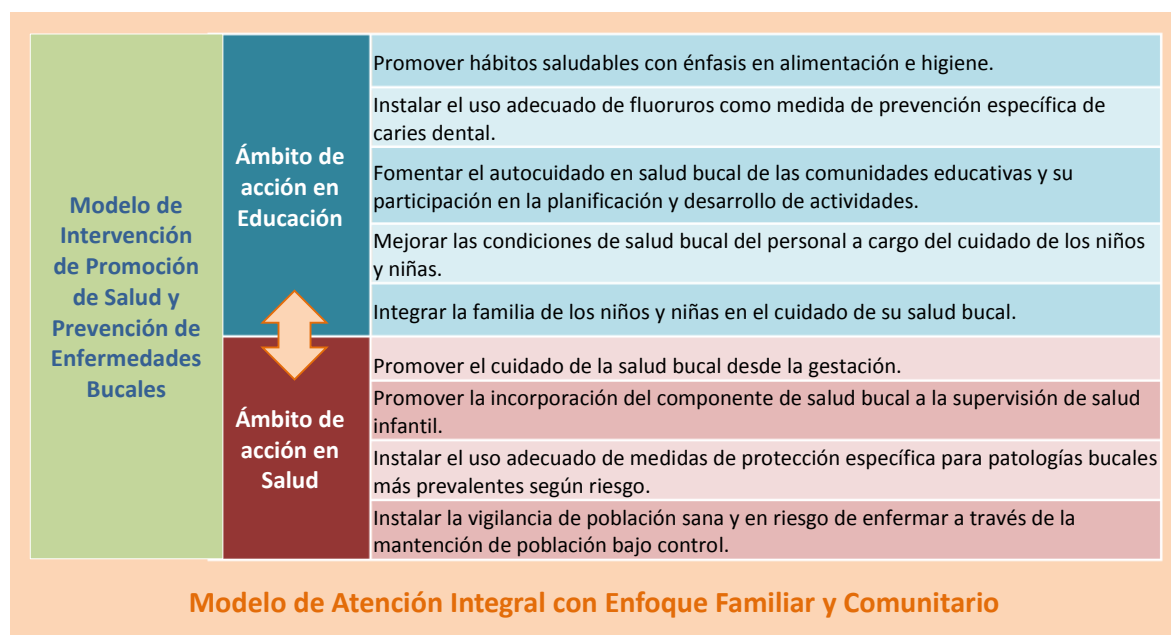 Modelo de
Intervención
de Promoción
de Salud y
Prevención de
Enfermedades
Bucales
Ámbito de
acción en
Educación
Promover hábitos saludables con énfasis en alimentación e higiene.
Instalar el uso adecuado de fluoruros como medida de prevención específica de
caries dental.
Fomentar el autocuidado en salud bucal de las comunidades educativas y su
participación en la planificación y desarrollo de actividades.
Mejorar las condiciones de salud bucal del personal a cargo del cuidado de los niños
y niñas.
Integrar la familia de los niños y niñas en el cuidado de su salud bucal.
Ámbito de
acción en
Salud
Promover el cuidado de la salud bucal desde la gestación.
Promover la incorporación del componente de salud bucal a la supervisión de salud
infantil.
Instalar el uso adecuado de medidas de protección específica para patologías bucales
más prevalentes según riesgo.
Instalar la vigilancia de población sana y en riesgo de enfermar a través de la
mantención de población bajo control.
Modelo de Atención Integral con Enfoque Familiar y Comunitario